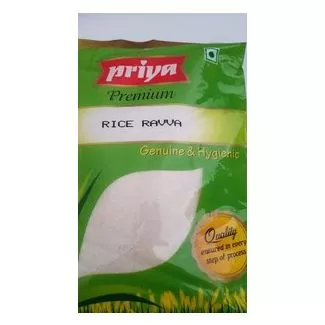 priya
Premium
RICE RAVVA
Genuine & Hygienic
Quality
ensured in every
step of process